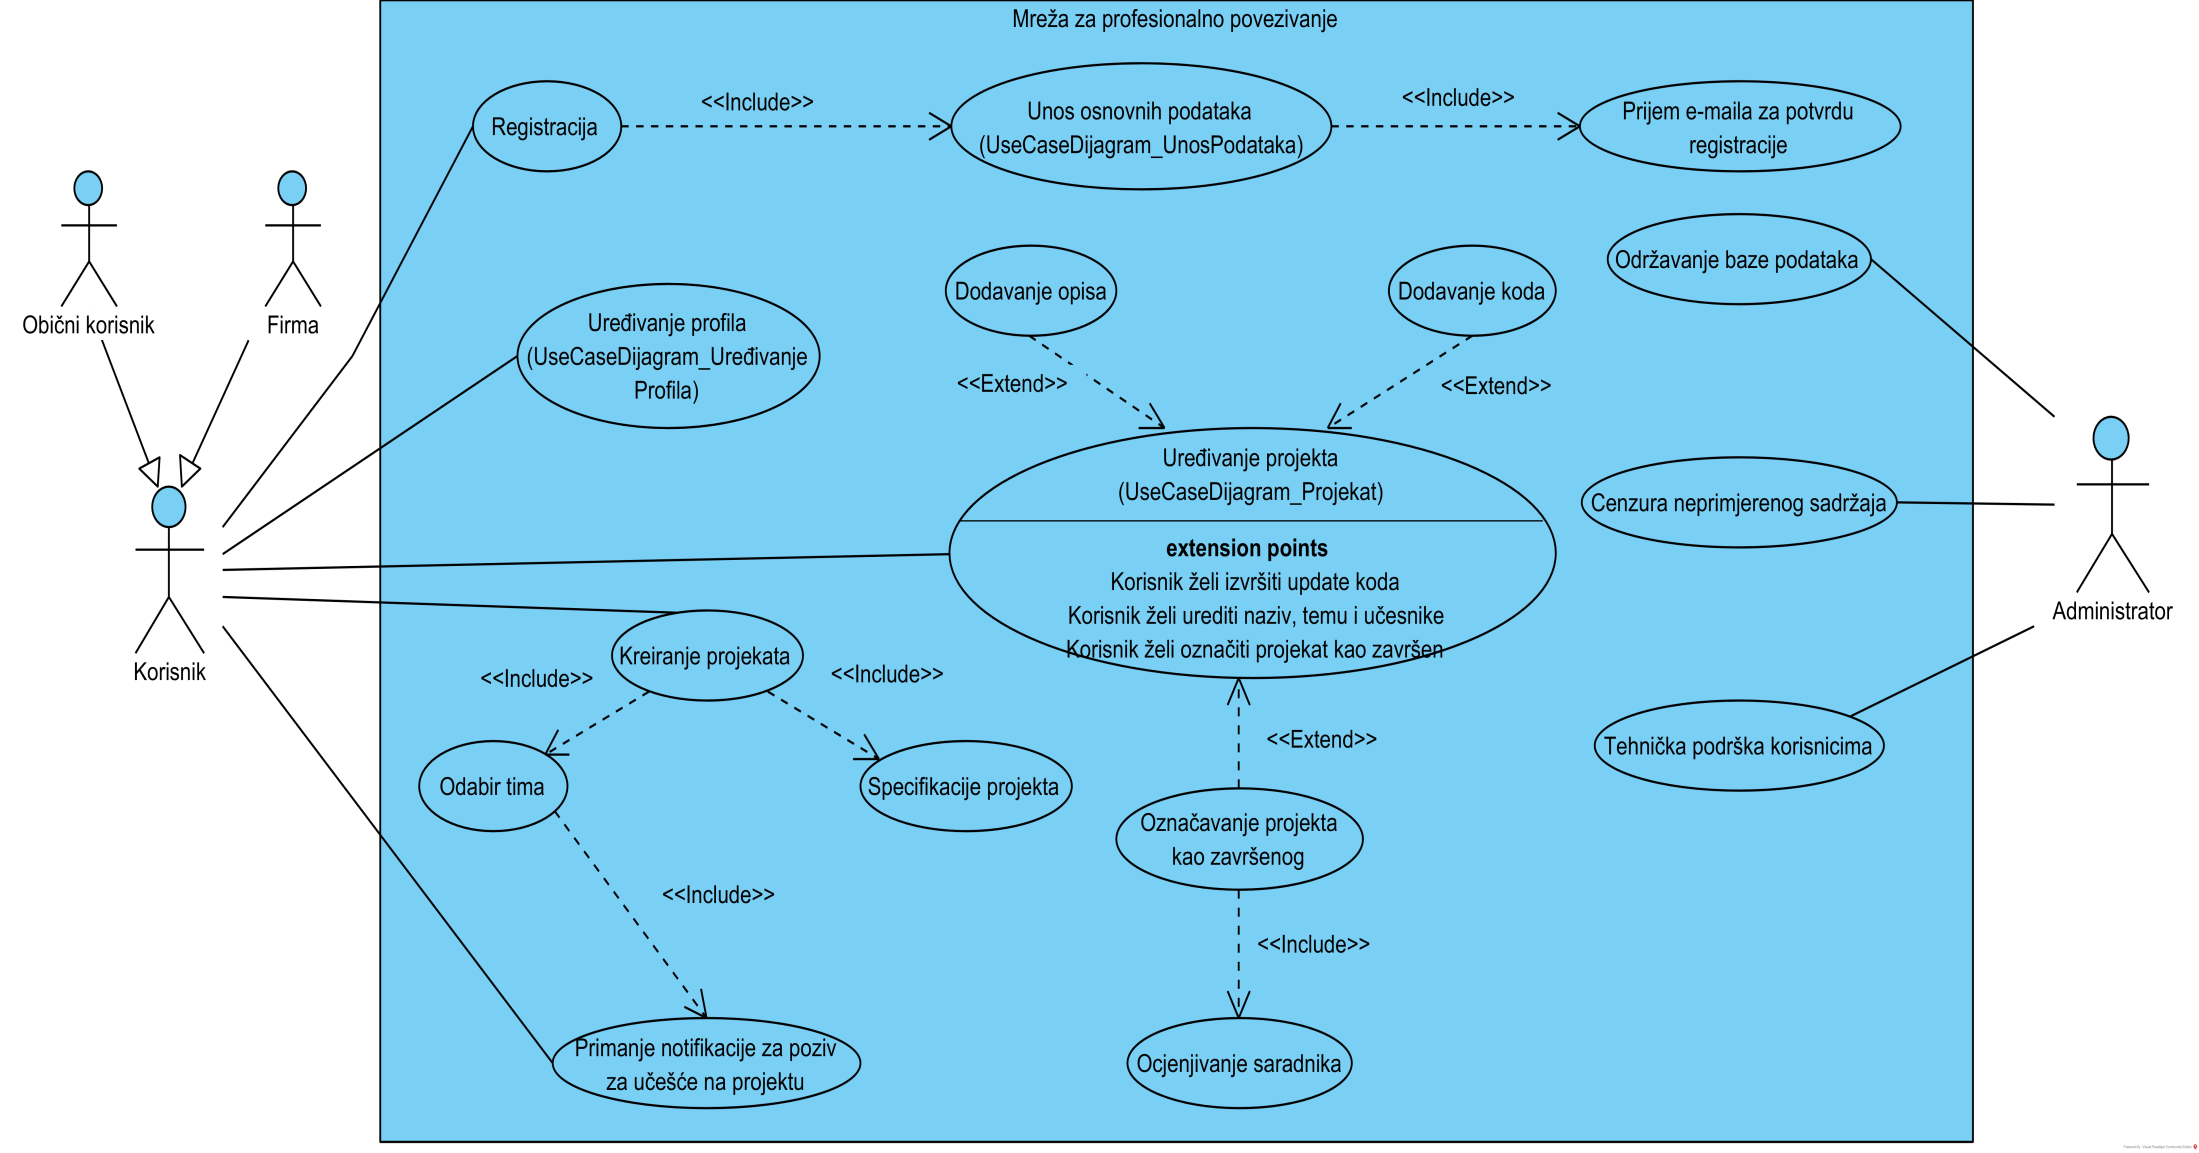 Mreža za profesionalno povezivanje
Registracija
<<Include>>
Unos osnovnih podataka
(UseCaseDijagram_UnosPodataka)
<<Include>>
Prijem e-maila za potvrdu
registracije
Obični korisnik
Firma
Uređivanje profila
(UseCaseDijagram_Uređivanje
Profila)
Dodavanje opisa
Dodavanje koda
Održavanje baze podataka
<<Extend>>
<<Extend>>
Uređivanje projekta
(UseCaseDijagram_Projekat)
extension points
Korisnik želi izvršiti update koda
Korisnik želi urediti naziv, temu i učesnike
Korisnik želi označiti projekat kao završen
Cenzura neprimjerenog sadržaja
Administrator
Korisnik
Kreiranje projekata
<<Include>>
<<Include>>
Odabir tima
Specifikacije projekta
<<Extend>>
Tehnička podrška korisnicima
Označavanje projekta
kao završenog
<<Include>>
<<Include>>
Primanje notifikacije za poziv
za učešće na projektu
Ocjenjivanje saradnika